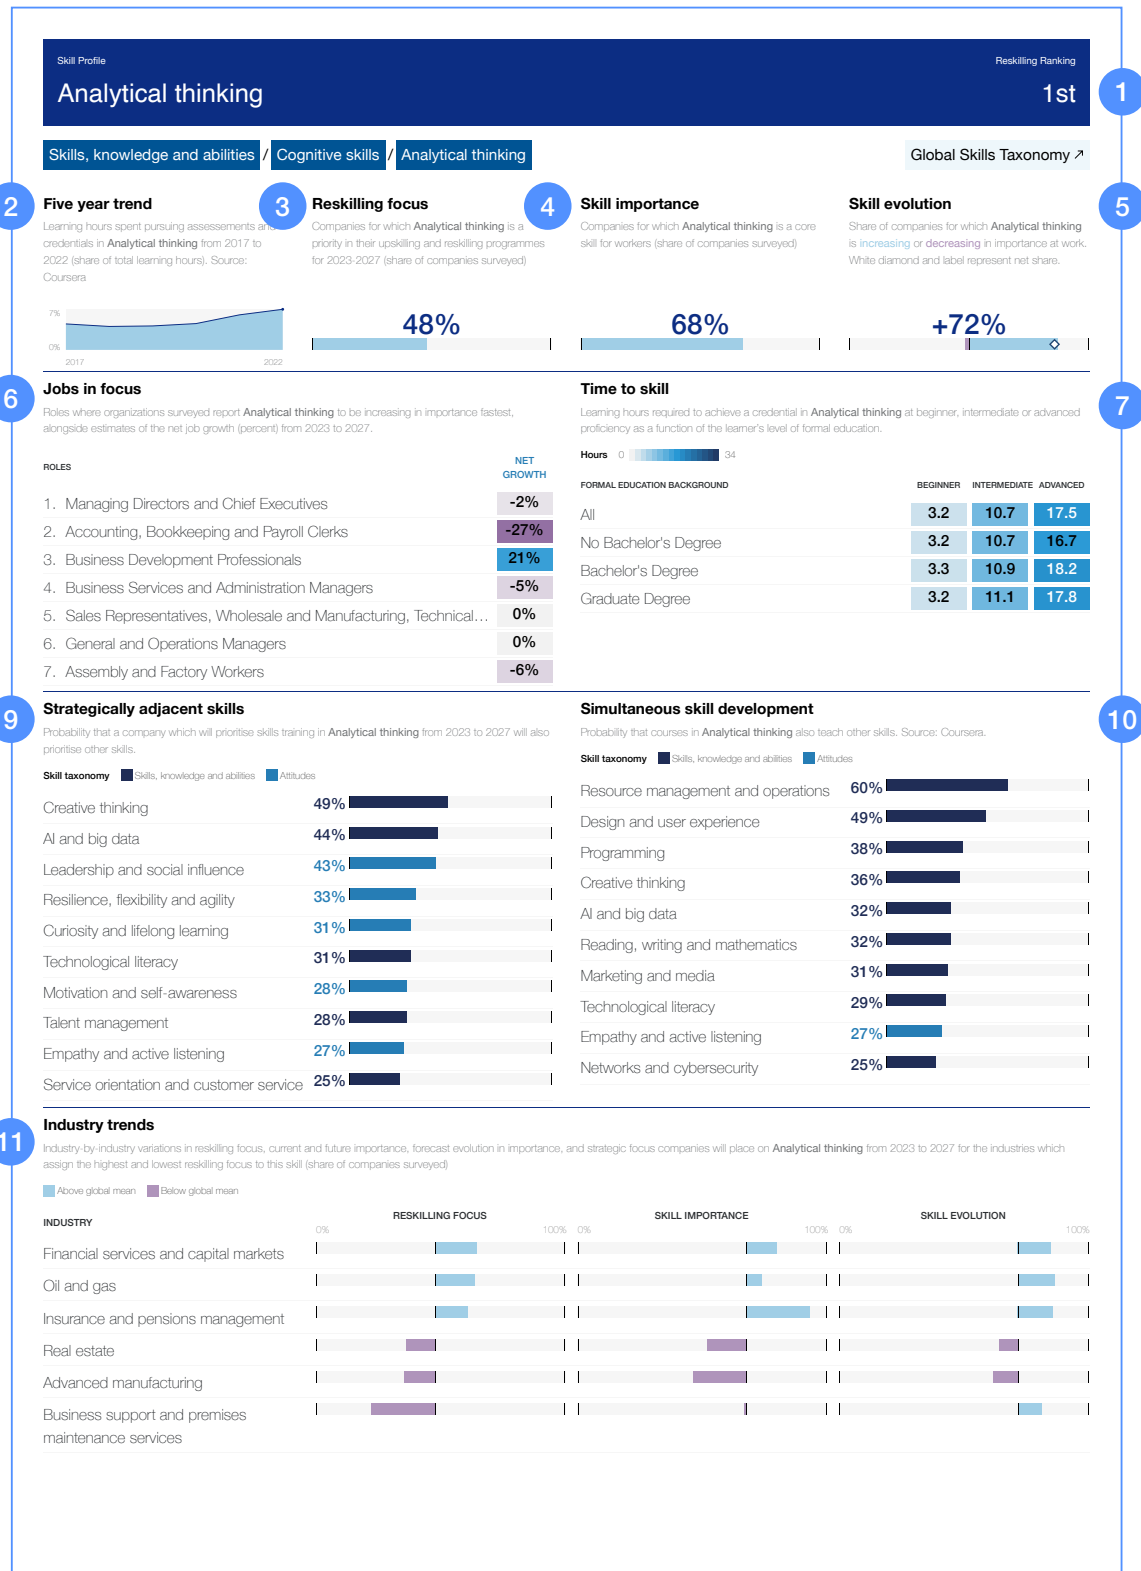 Skill Profile
Reskilling Ranking
Analytical thinking
1st
1
Skills, knowledge and abilities / Cognitive skills / Analytical thinking
Global Skills Taxonomy ↗
2
Five year trend
Learning hours spent pursuing assessements and
credentials in Analytical thinking from 2017 to
2022 (share of total learning hours). Source:
Coursera
7%
0%
2017
2022
3
Reskilling focus
Companies for which Analytical thinking is a
priority in their upskilling and reskilling programmes
for 2023-2027 (share of companies surveyed)
48%
4
Skill importance
Companies for which Analytical thinking is a core
skill for workers (share of companies surveyed)
68%
5
Skill evolution
Share of companies for which Analytical thinking
is increasing or decreasing in importance at work.
White diamond and label represent net share.
+72%
6
Jobs in focus
Roles where organizations surveyed report Analytical thinking to be increasing in importance fastest,
alongside estimates of the net job growth (percent) from 2023 to 2027.
ROLES
NET
GROWTH
1. Managing Directors and Chief Executives -2%
2. Accounting, Bookkeeping and Payroll Clerks -27%
3. Business Development Professionals 21%
4. Business Services and Administration Managers -5%
5. Sales Representatives, Wholesale and Manufacturing, Technical... 0%
6. General and Operations Managers 0%
7. Assembly and Factory Workers -6%
7
Time to skill
Learning hours required to achieve a credential in Analytical thinking at beginner, intermediate or advanced
proficiency as a function of the learner's level of formal education.
Hours 0 34
FORMAL EDUCATION BACKGROUND BEGINNER INTERMEDIATE ADVANCED
All 3.2 10.7 17.5
No Bachelor's Degree 3.2 10.7 16.7
Bachelor's Degree 3.3 10.9 18.2
Graduate Degree 3.2 11.1 17.8
9
Strategically adjacent skills
Probability that a company which will prioritise skills training in Analytical thinking from 2023 to 2027 will also
prioritise other skills.
Skill taxonomy Skills, knowledge and abilities Attitudes
Creative thinking 49%
AI and big data 44%
Leadership and social influence 43%
Resilience, flexibility and agility 33%
Curiosity and lifelong learning 31%
Technological literacy 31%
Motivation and self-awareness 28%
Talent management 28%
Empathy and active listening 27%
Service orientation and customer service 25%
10
Simultaneous skill development
Probability that courses in Analytical thinking also teach other skills. Source: Coursera.
Skill taxonomy Skills, knowledge and abilities Attitudes
Resource management and operations 60%
Design and user experience 49%
Programming 38%
Creative thinking 36%
AI and big data 32%
Reading, writing and mathematics 32%
Marketing and media 31%
Technological literacy 29%
Empathy and active listening 27%
Networks and cybersecurity 25%
11
Industry trends
Industry-by-industry variations in reskilling focus, current and future importance, forecast evolution in importance, and strategic focus companies will place on Analytical thinking from 2023 to 2027 for the industries which
assign the highest and lowest reskilling focus to this skill (share of companies surveyed)
Above global mean Below global mean
INDUSTRY RESKILLING FOCUS SKILL IMPORTANCE SKILL EVOLUTION
0% 100% 0% 100% 0% 100%
Financial services and capital markets
Oil and gas
Insurance and pensions management
Real estate
Advanced manufacturing
Business support and premises
maintenance services